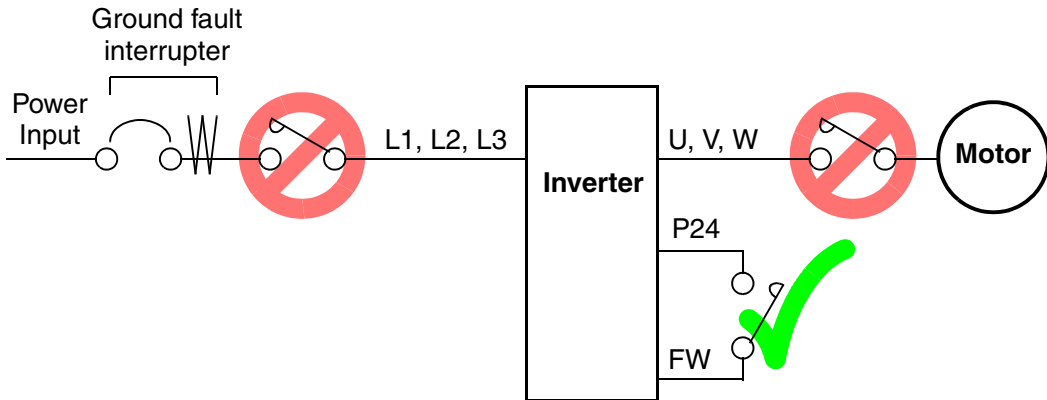 Ground fault
interrupter
Power
Input
L1, L2, L3
Inverter
U, V, W
Motor
P24
FW